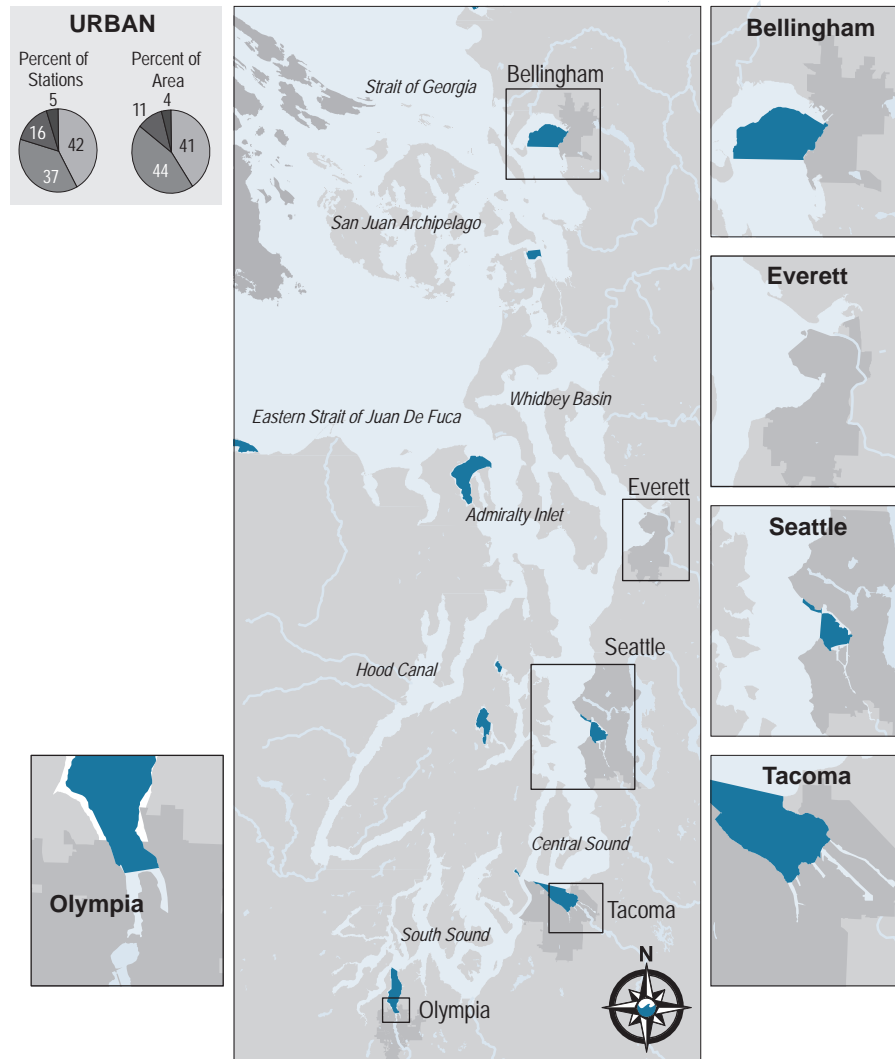 URBAN
Percent of Stations
Percent of Area
5
16
42
37
4
11
41
44
Strait of Georgia
Bellingham
San Juan Archipelago
Whidbey Basin
Eastern Strait of Juan De Fuca
Everett
Admiralty Inlet
Seattle
Hood Canal
Central Sound
Tacoma
South Sound
Olympia
N
Bellingham
Everett
Seattle
Tacoma
Olympia